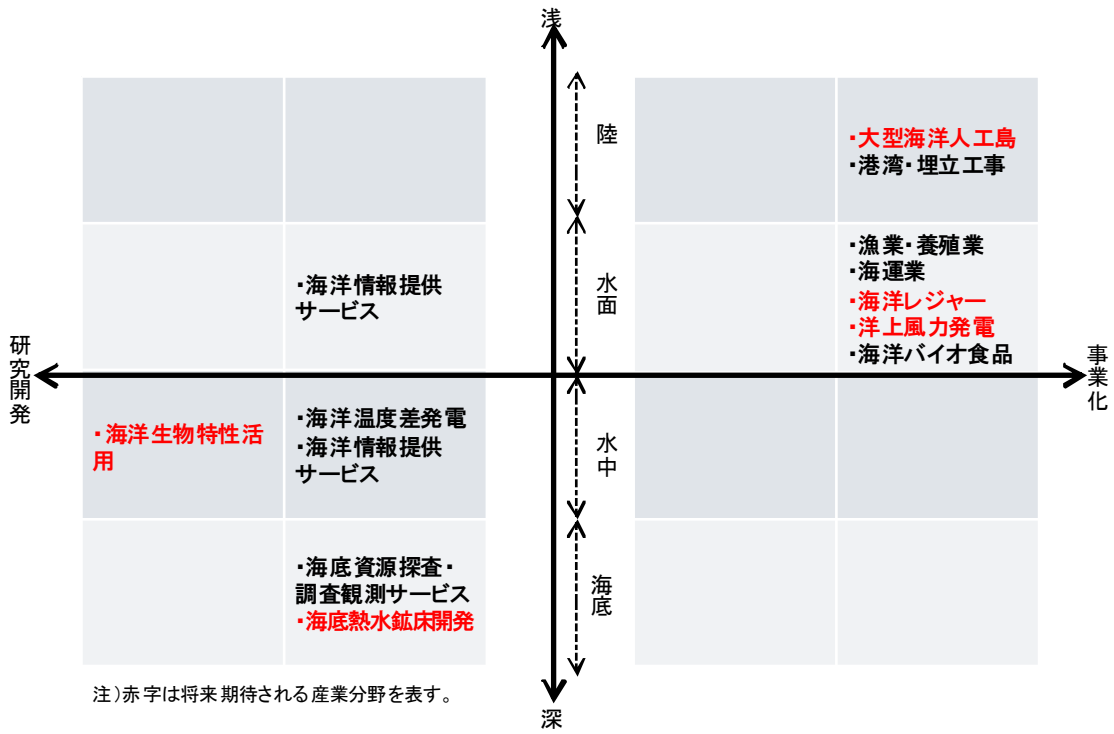 浅
陸
・大型海洋人工島
・港湾・埋立工事
・海洋情報提供
サービス
水面
・漁業・養殖業
・海運業
・海洋レジャー
・洋上風力発電
・海洋バイオ食品
研究開発
事業化
・海洋生物特性活
用
・海洋温度差発電
・海洋情報提供
サービス
水中
・海底資源探査・
調査観測サービス
・海底熱水鉱床開発
海底
注）赤字は将来期待される産業分野を表す。
深